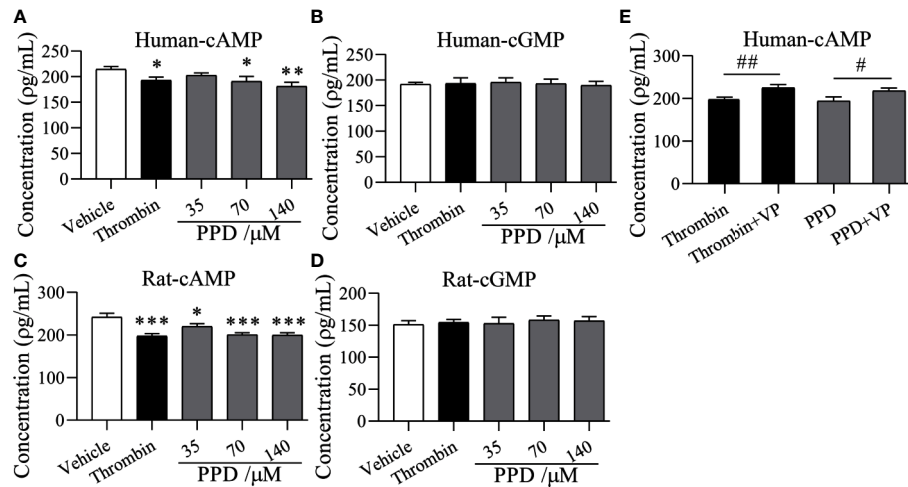 A
Human-cAMP
Concentration (ρg/mL)
250
200
150
100
50
0
*
*
**
Vehicle
Thrombin
35
70
140
PPD /μM
B
Human-cGMP
Concentration (ρg/mL)
250
200
150
100
50
0
Vehicle
Thrombin
35
70
140
PPD /μM
E
Human-cAMP
Concentration (ρg/mL)
300
200
100
0
##
#
Thrombin
Thrombin+VP
PPD
PPD+VP
C
Rat-cAMP
Concentration (ρg/mL)
300
200
100
0
***
*
***
***
Vehicle
Thrombin
35
70
140
PPD /μM
D
Rat-cGMP
Concentration (ρg/mL)
200
150
100
50
0
Vehicle
Thrombin
35
70
140
PPD /μM